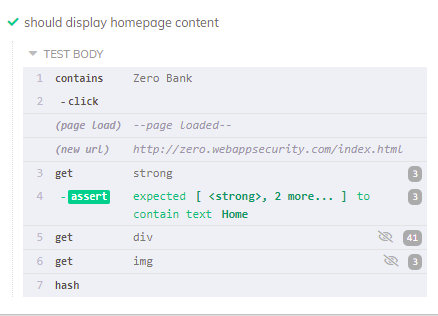 should display homepage content
TEST BODY
1 contains Zero Bank
2 -click
(page load) --page loaded--
(new url) http://zero.webappsecurity.com/index.html
3 get strong 3
4 -assert expected [ <strong>, 2 more... ] to 3
contain text Home
5 get div 41
6 get img 3
7 hash